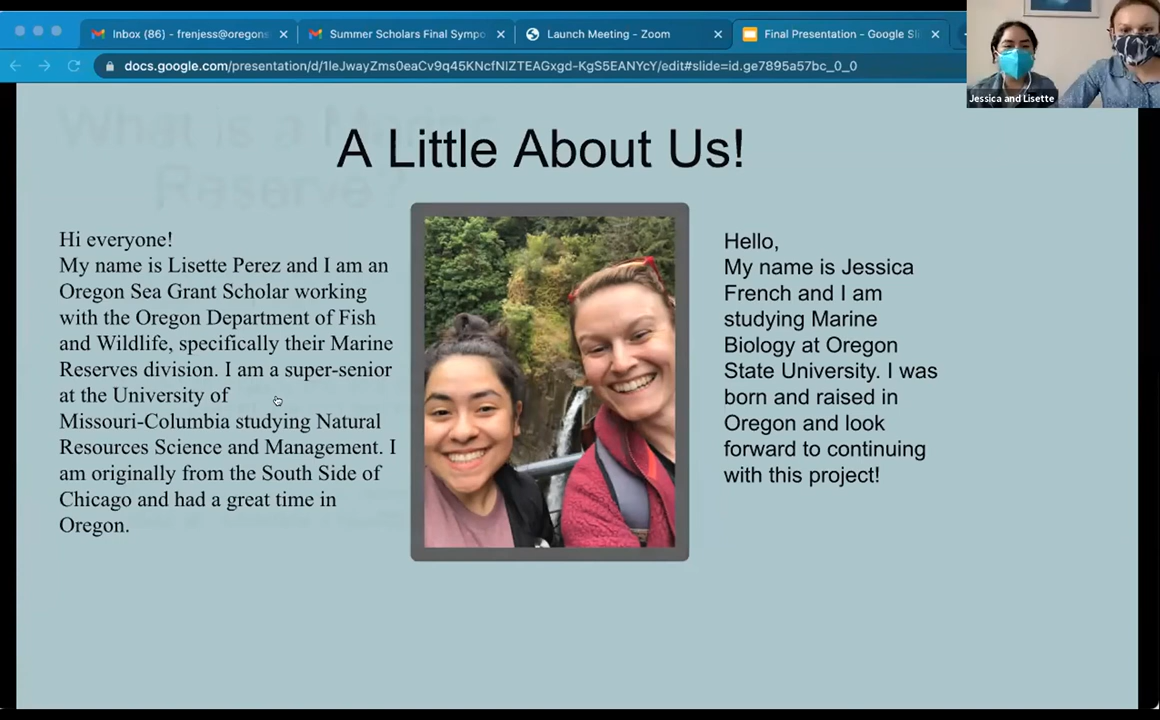 Inbox (86) - frenjess@oregons
Summer Scholars Final Sympo
Launch Meeting - Zoom
Final Presentation - Google Sli
docs.google.com/presentation/d/1leJwayZms0eaCv9q45KNcfNlZTEAGxgd-KgS5EANYcY/edit#slide=id.ge7895a57bc_0_0
Jessica and Lisette
What is a Marine
Reserve?
A Little About Us!
Hi everyone!
My name is Lisette Perez and I am an
Oregon Sea Grant Scholar working
with the Oregon Department of Fish
and Wildlife, specifically their Marine
Reserves division. I am a super-senior
at the University of
Missouri-Columbia studying Natural
Resources Science and Management. I
am originally from the South Side of
Chicago and had a great time in
Oregon.
Hello,
My name is Jessica
French and I am
studying Marine
Biology at Oregon
State University. I was
born and raised in
Oregon and look
forward to continuing
with this project!